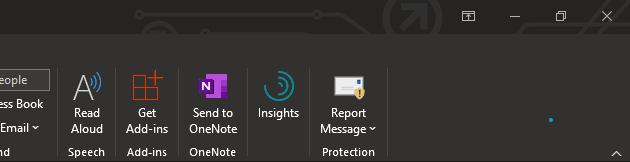 eople
ess Book
Email
nd
Read
Aloud
Speech
Get
Add-ins
Add-ins
Send to
OneNote
OneNote
Insights
Report
Message
Protection